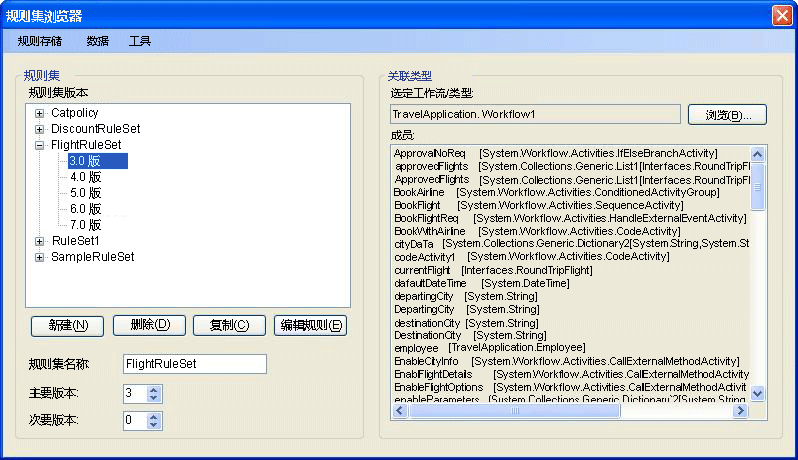 规则集浏览器
规则存储 数据 工具
规则集
规则集版本
Catpolicy
DiscountRuleSet
FlightRuleSet
3.0 版
4.0 版
5.0 版
6.0 版
7.0 版
RuleSet1
SampleRuleSet
新建(N) 删除(D) 复制(C) 编辑规则(E)
规则集名称: FlightRuleSet
主要版本: 3
次要版本: 0
关联类型
选定工作流/类型:
TravelApplication. Workflow1 浏览(B)...
成员:
ApprovalNoReq [System.Workflow.Activities.IfElseBranchActivity]
approvedFlights [System.Collections.Generic.List1[Interfaces.RoundTripFl
ApprovedFlights [System.Collections.Generic.List1[Interfaces.RoundTripFl
BookAirline [System.Workflow.Activities.ConditionedActivityGroup]
BookFlight [System.Workflow.Activities.SequenceActivity]
BookFlightReq [System.Workflow.Activities.HandleExternalEventActivity]
BookWithAirline [System.Workflow.Activities.CodeActivity]
cityDaTa [System.Collections.Generic.Dictionary2[System.String,System.St
codeActivity1 [System.Workflow.Activities.CodeActivity]
currentFlight [Interfaces.RoundTripFlight]
dafaultDateTime [System.DateTime]
departingCity [System.String]
DepartingCity [System.String]
destinationCity [System.String]
DestinationCity [System.String]
employee [TravelApplication.Employee]
EnableCityInfo [System.Workflow.Activities.CallExternalMethodActivity]
EnablFlightDetails [System.Workflow.Activities.CallExternalMethodActivity
EnableFlightOptions [System.Workflow.Activities.CallExternalMethodActivit
enableParameters [System.Collections.Generic.Dictionary`2[System.String,